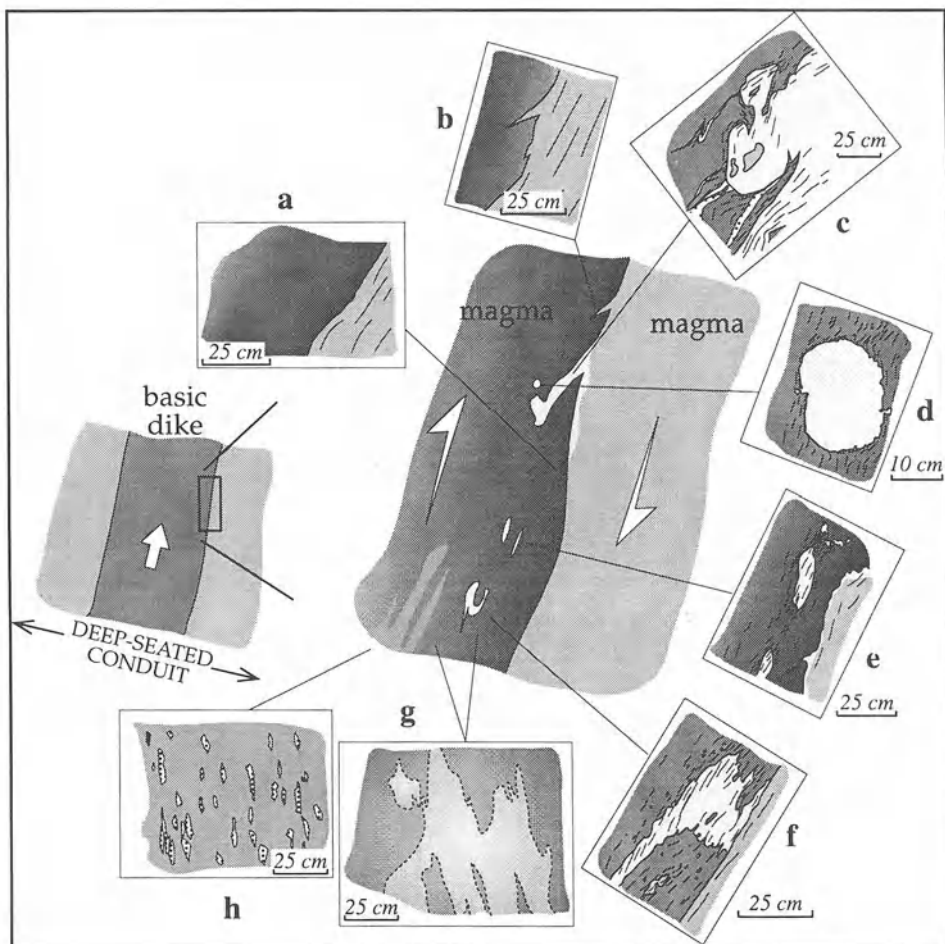 b
25 cm
25 cm
c
a
25 cm
magma
magma
d
10 cm
basic
dike
DEEP-SEATED
CONDUIT
e
25 cm
g
25 cm
h
25 cm
f
25 cm